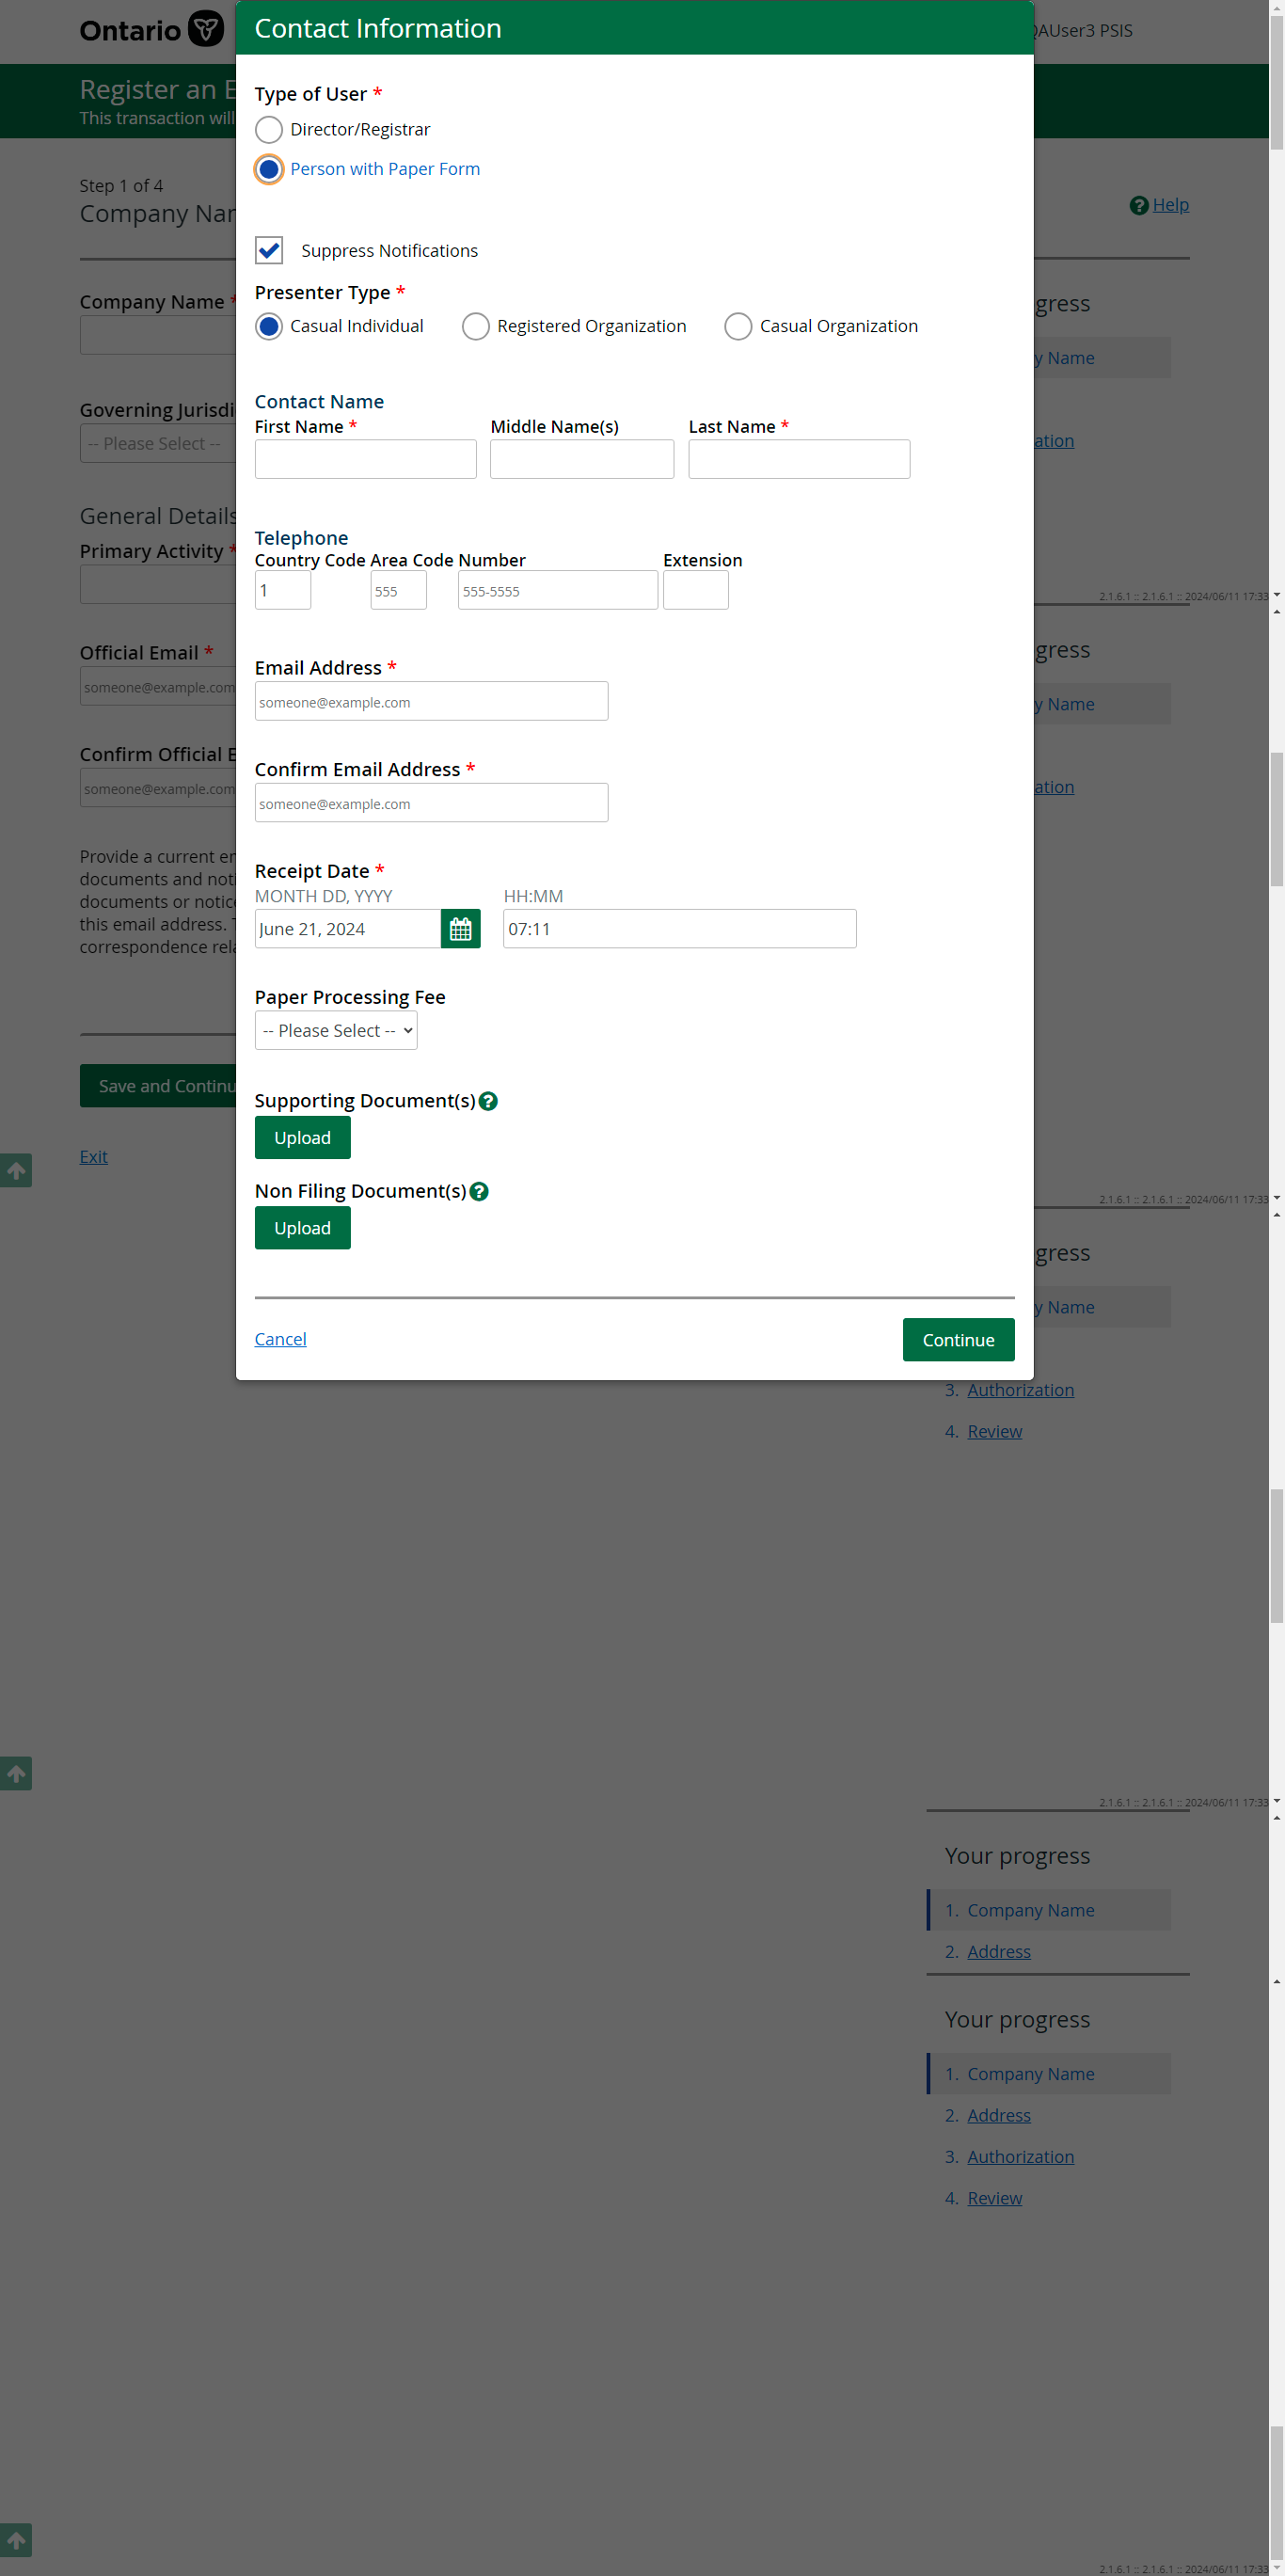 Ontario
QAUser3 PSIS
Contact Information
Register an E
This transaction will
Step 1 of 4
Company Nar
Help
Type of User *
Director/Registrar
Person with Paper Form
Suppress Notifications
Presenter Type *
Casual Individual Registered Organization Casual Organization
Company Name *
gress
y Name
Governing Jurisdi
-- Please Select --
ation
Contact Name
First Name * Middle Name(s) Last Name *
General Details
Primary Activity *
Telephone
Country Code Area Code Number Extension
1 555 555-5555
2.1.6.1 :: 2.1.6.1 :: 2024/06/11 17:33
Official Email *
someone@example.com
gress
y Name
Email Address *
someone@example.com
Confirm Official E
someone@example.com
ation
Confirm Email Address *
someone@example.com
Provide a current en
documents and noti
documents or notice
this email address. T
correspondence rela
Receipt Date *
MONTH DD, YYYY HH:MM
June 21, 2024 07:11
Paper Processing Fee
-- Please Select --
Save and Continu
Exit
Supporting Document(s)
Upload
Non Filing Document(s)
Upload
2.1.6.1 :: 2.1.6.1 :: 2024/06/11 17:33
gress
y Name
Cancel Continue
3. Authorization
4. Review
2.1.6.1 :: 2.1.6.1 :: 2024/06/11 17:33
Your progress
1. Company Name
2. Address
Your progress
1. Company Name
2. Address
3. Authorization
4. Review
2.1.6.1 :: 2.1.6.1 :: 2024/06/11 17:33